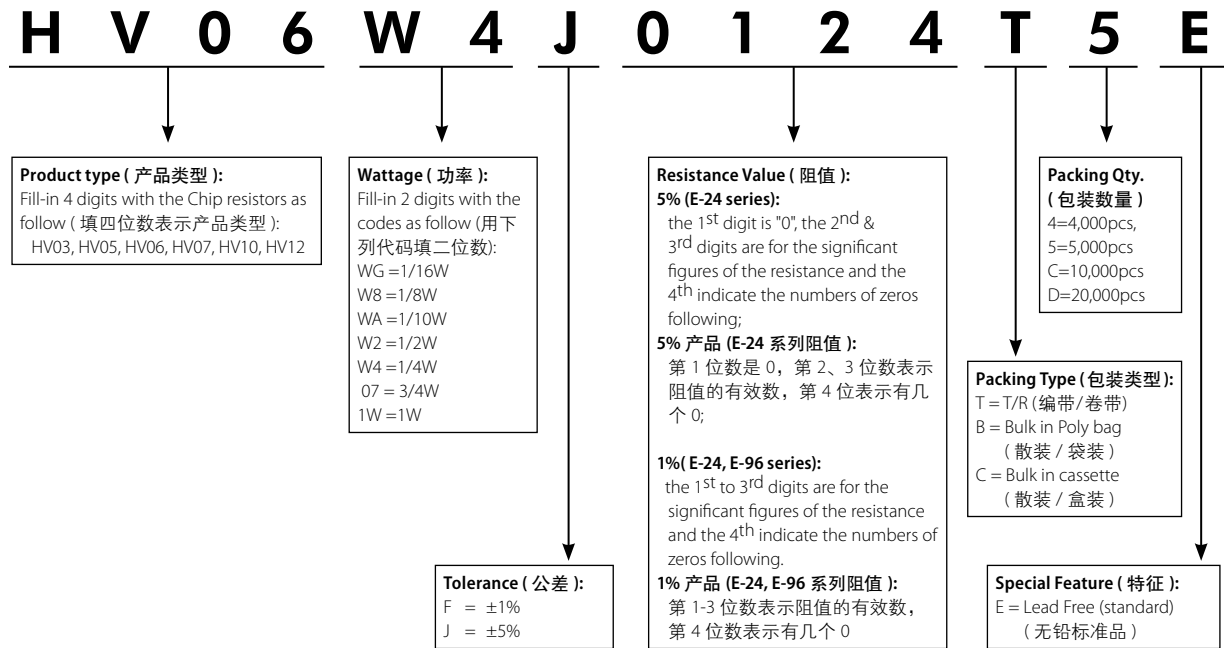 H V 0 6 W 4 J 0 1 2 4 T 5 E
Product type ( 产品类型 ):
Fill-in 4 digits with the Chip resistors as
follow ( 填四位数表示产品类型 ):
HV03, HV05, HV06, HV07, HV10, HV12
Wattage ( 功率 ):
Fill-in 2 digits with the
codes as follow (用下
列代码填二位数):
WG =1/16W
W8 =1/8W
WA =1/10W
W2 =1/2W
W4 =1/4W
07 = 3/4W
1W =1W
Tolerance ( 公差 ):
F = ±1%
J = ±5%
Resistance Value ( 阻值 ):
5% (E-24 series):
the 1st digit is "0", the 2nd &
3rd digits are for the significant
figures of the resistance and the
4th indicate the numbers of zeros
following;
5% 产品 (E-24 系列阻值 ):
第 1 位数是 0，第 2、3 位数表示
阻值的有效数，第 4 位表示有几
个 0;
1%( E-24, E-96 series):
the 1st to 3rd digits are for the
significant figures of the resistance
and the 4th indicate the numbers of
zeros following.
1% 产品 (E-24, E-96 系列阻值 ):
第 1-3 位数表示阻值的有效数，
第 4 位数表示有几个 0
Packing Qty.
( 包装数量 )
4=4,000pcs,
5=5,000pcs
C=10,000pcs
D=20,000pcs
Packing Type ( 包装类型):
T = T/R (编带/卷带)
B = Bulk in Poly bag
( 散装 / 袋装 )
C = Bulk in cassette
( 散装 / 盒装 )
Special Feature ( 特征 ):
E = Lead Free (standard)
( 无铅标准品 )